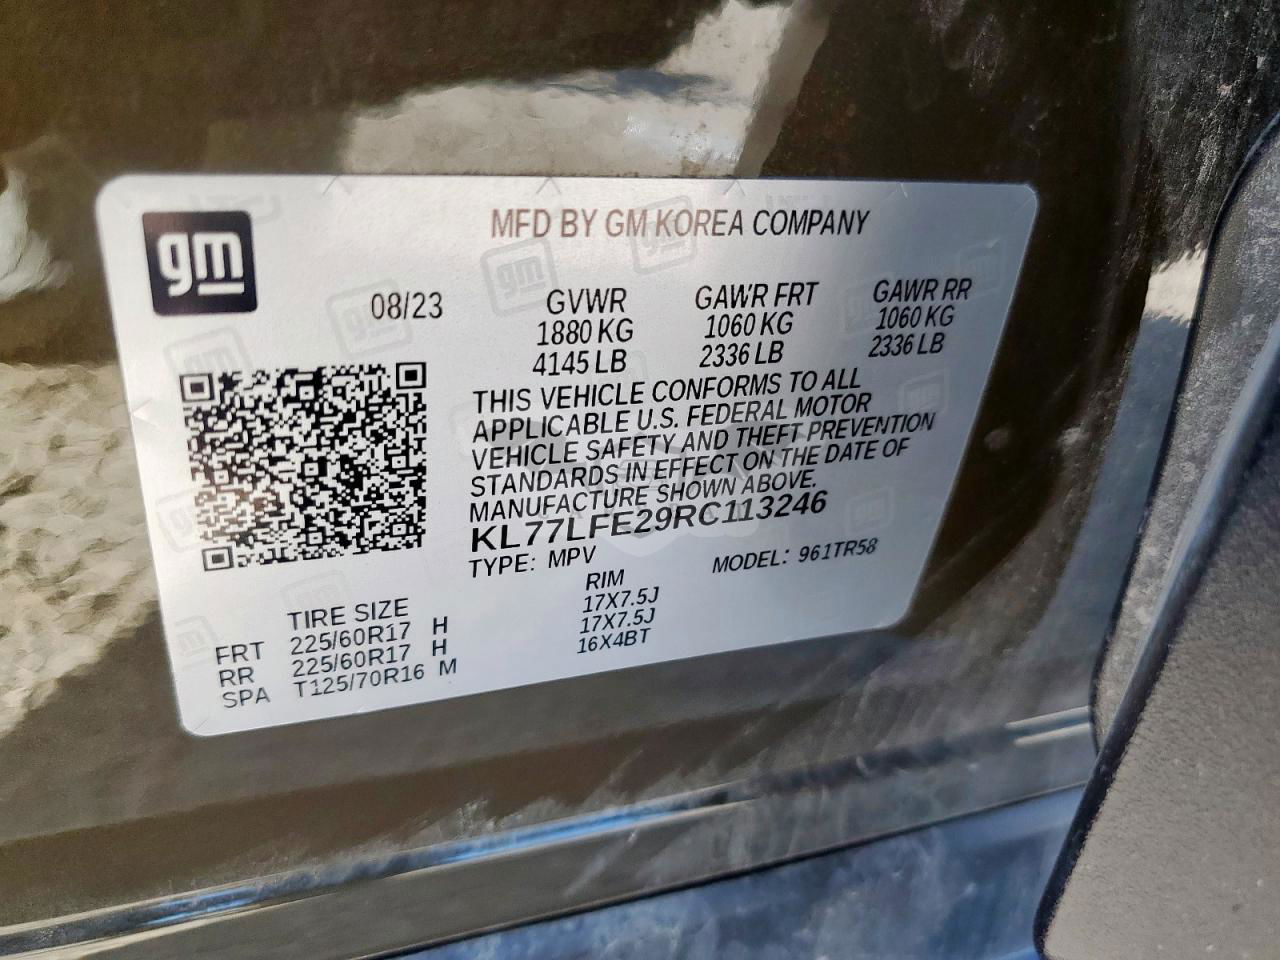 gm
MFD BY GM KOREA COMPANY
08/23
GVWR GAWR FRT GAWR RR
1880 KG 1060 KG 1060 KG
4145 LB 2336 LB 2336 LB
THIS VEHICLE CONFORMS TO ALL
APPLICABLE U.S. FEDERAL MOTOR
VEHICLE SAFETY AND THEFT PREVENTION
STANDARDS IN EFFECT ON THE DATE OF
MANUFACTURE SHOWN ABOVE.
KL77LFE29RC113246
TYPE: MPV MODEL: 961TR58
TIRE SIZE RIM
FRT 225/60R17 H 17X7.5J
RR 225/60R17 H 17X7.5J
SPA T125/70R16 M 16X4BT